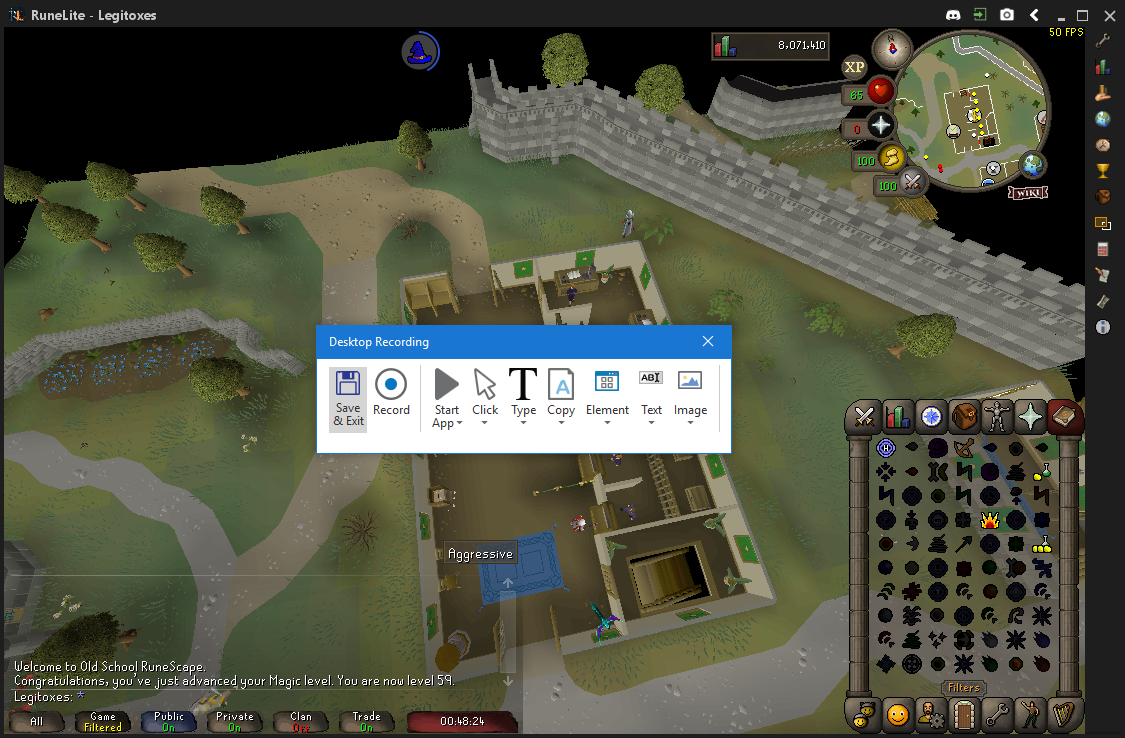 RuneLite - Legitoxes
50 FPS
8,071,410
XP
85
0
100
100
WIKI
Desktop Recording
Save & Exit
Record
Start App
Click
Type
Copy
Element
Text
Image
ABI
A
T
H
Aggressive
Welcome to Old School RuneScape.
Congratulations, you've just advanced your Magic level. You are now level 59.
Legitoxes: *
Filters
All
Game
Filtered
Public
On
Private
On
Clan
Off
Trade
On
00:48:24